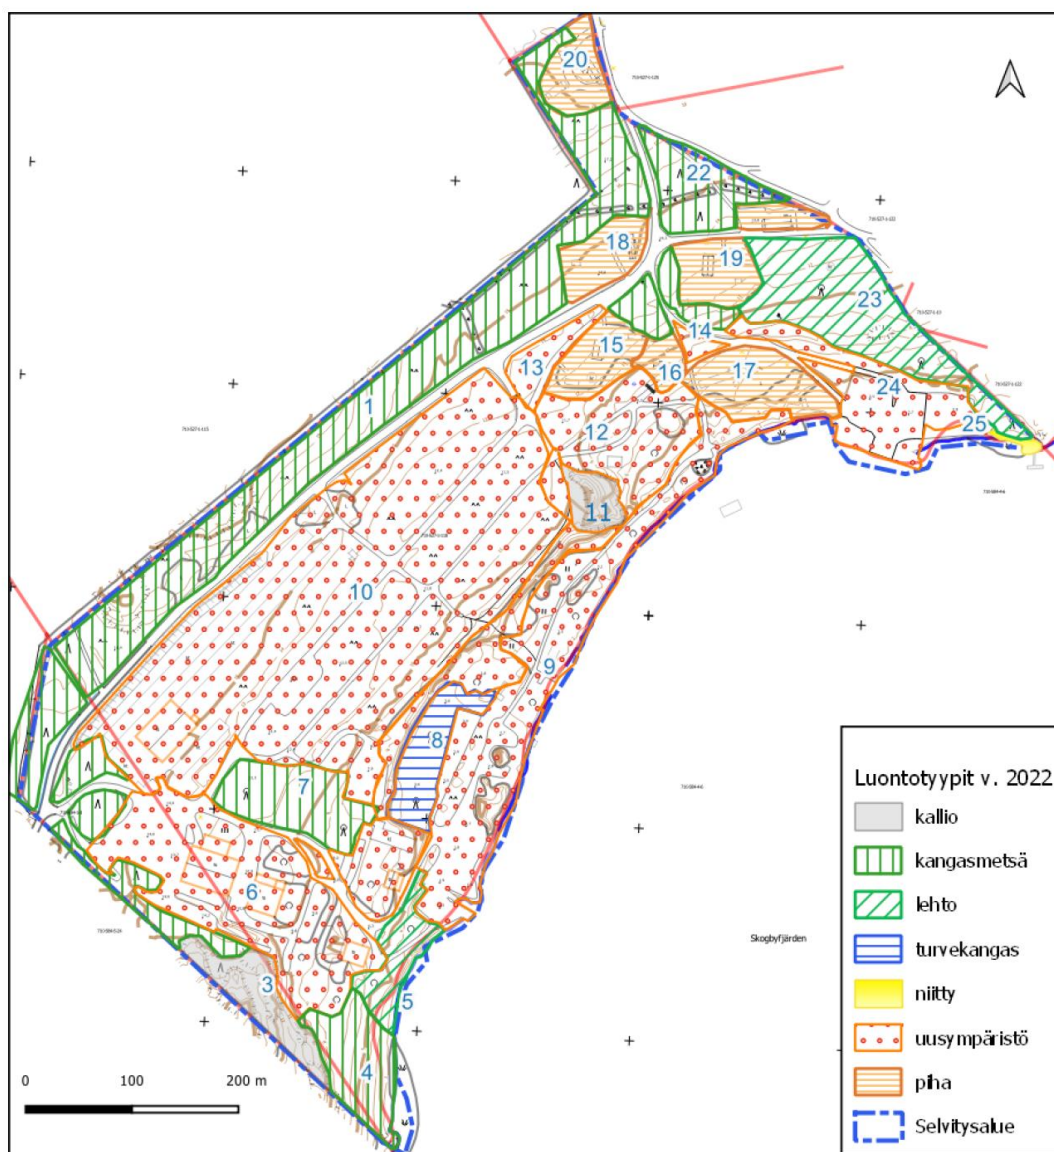 20
22
18
19
23
14
15
13
16
17
24
1
12
25
11
10
9
8
7
6
3
5
4
Skogbyfjärden
0 100 200 m
Luontotyypit v. 2022
kallio
kangasmetsä
lehto
turvekangas
niitty
uusympäristö
piha
Selvitysalue